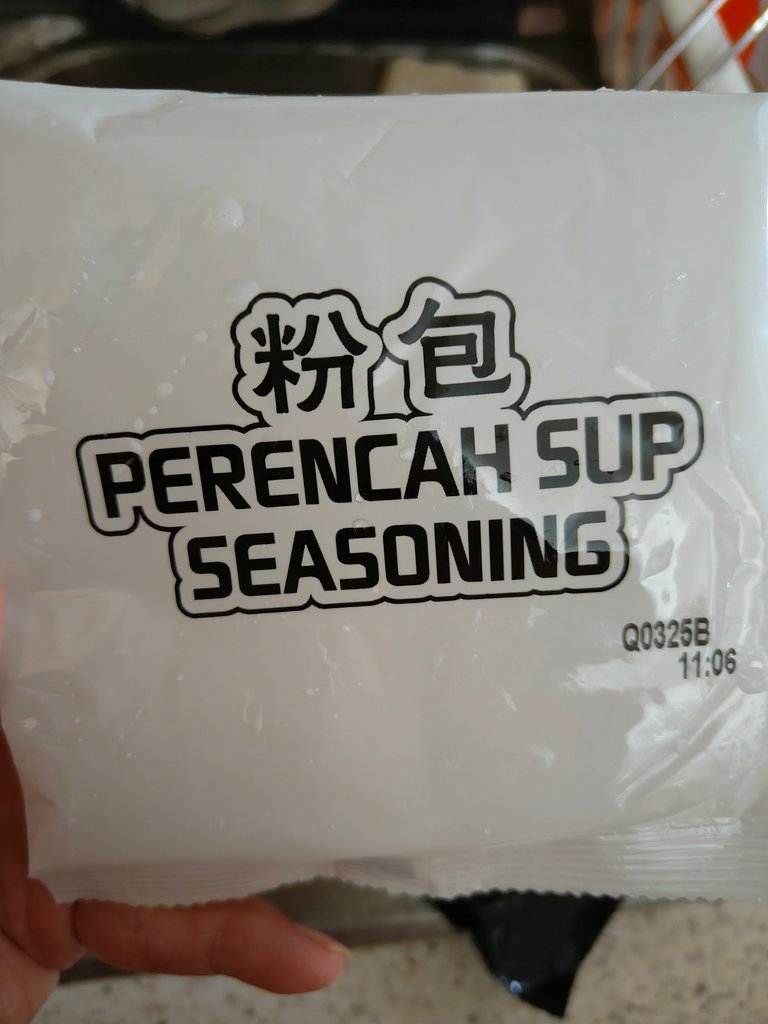 粉包
PERENCAH SUP
SEASONING
Q0325B
11:06